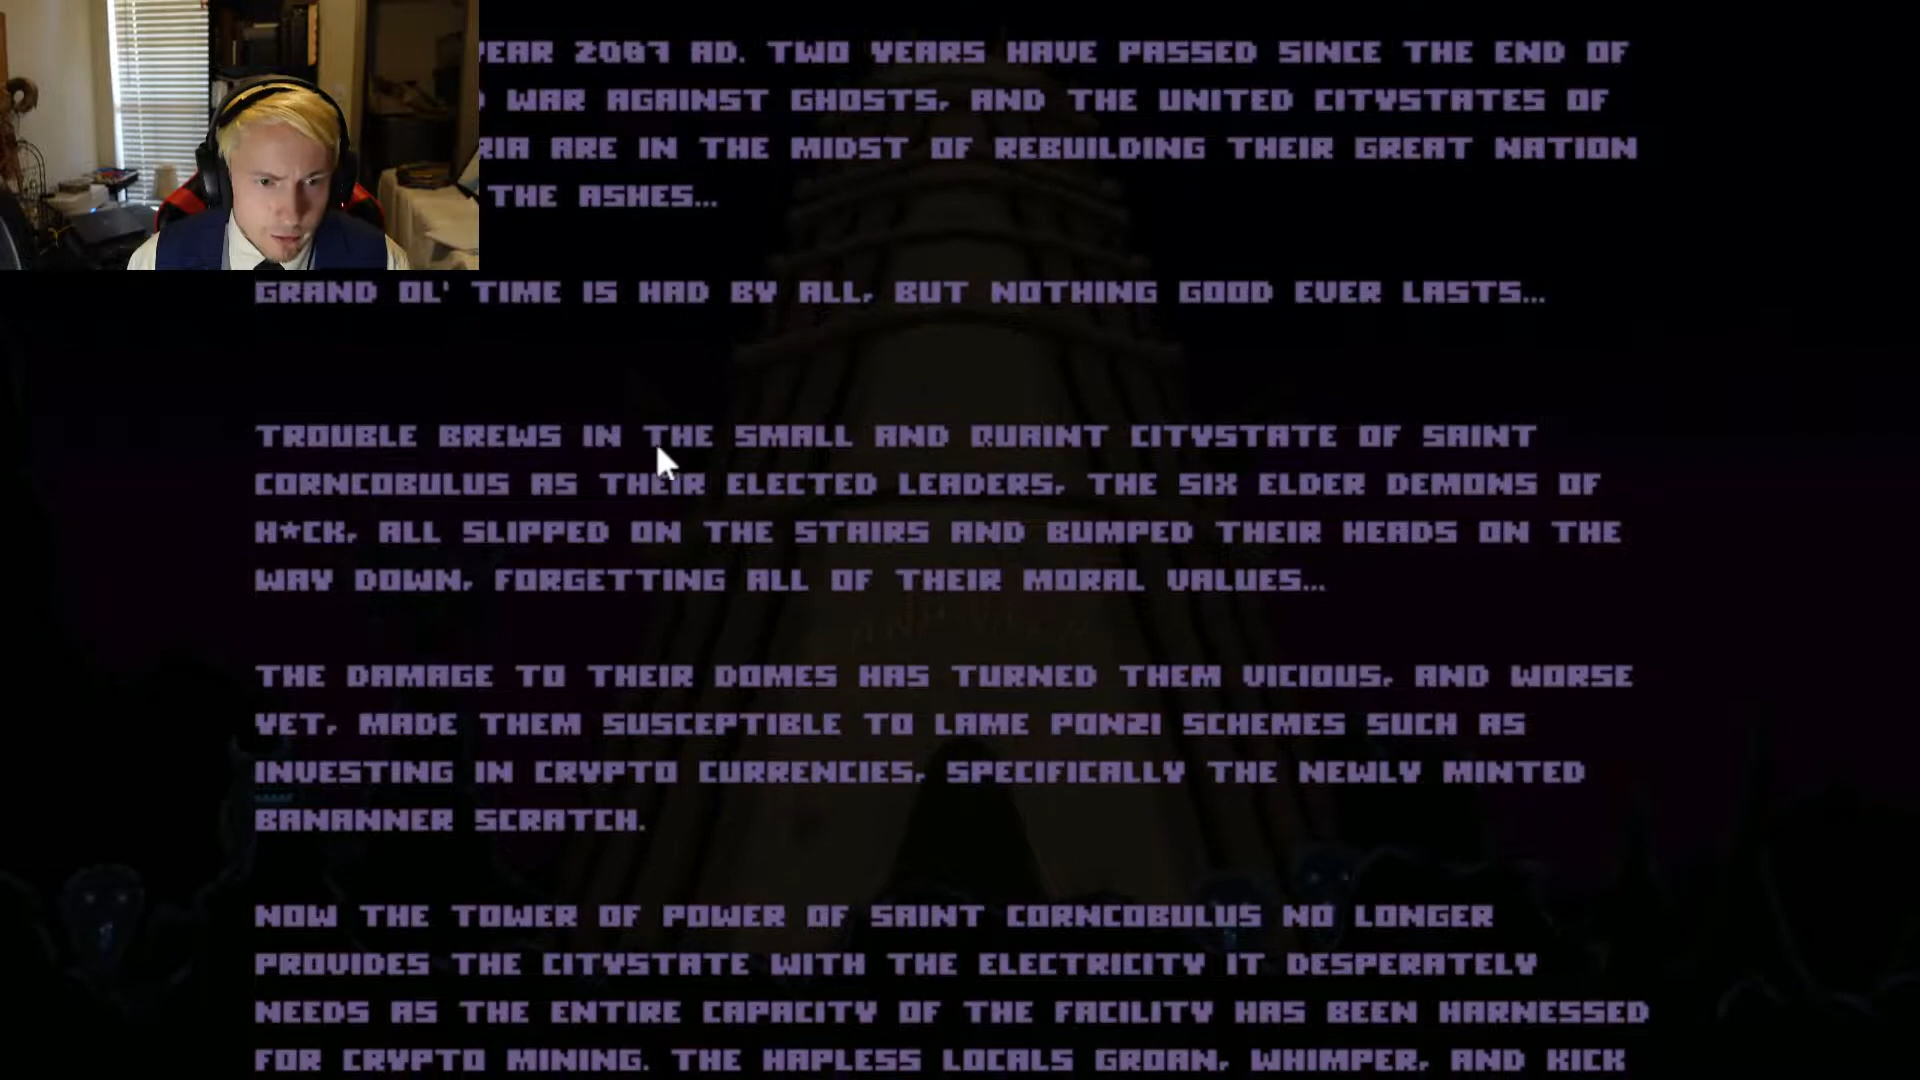 YEAR 2087 AD. TWO YEARS HAVE PASSED SINCE THE END OF
WAR AGAINST GHOSTS, AND THE UNITED CITYSTATES OF
RIA ARE IN THE MIDST OF REBUILDING THEIR GREAT NATION
THE ASHES...
GRAND OL' TIME IS HAD BY ALL, BUT NOTHING GOOD EVER LASTS...
TROUBLE BREWS IN THE SMALL AND QUAINT CITYSTATE OF SAINT
CORNCOBULUS AS THEIR ELECTED LEADERS, THE SIX ELDER DEMONS OF
H*CK, ALL SLIPPED ON THE STAIRS AND BUMPED THEIR HEADS ON THE
WAY DOWN, FORGETTING ALL OF THEIR MORAL VALUES...
THE DAMAGE TO THEIR DOMES HAS TURNED THEM VICIOUS, AND WORSE
YET, MADE THEM SUSCEPTIBLE TO LAME PONZI SCHEMES SUCH AS
INVESTING IN CRYPTO CURRENCIES, SPECIFICALLY THE NEWLY MINTED
BANANNER SCRATCH.
NOW THE TOWER OF POWER OF SAINT CORNCOBULUS NO LONGER
PROVIDES THE CITYSTATE WITH THE ELECTRICITY IT DESPERATELY
NEEDS AS THE ENTIRE CAPACITY OF THE FACILITY HAS BEEN HARNESSED
FOR CRYPTO MINING. THE HAPLESS LOCALS GROAN, WHIMPER, AND KICK